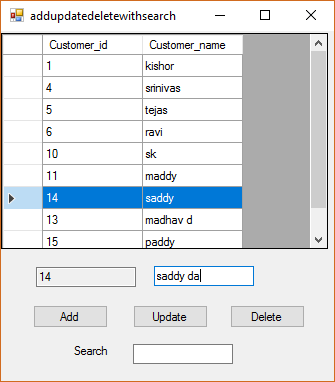 addupdatedeletewithsearch
Customer_id Customer_name
1 kishor
4 srinivas
5 tejas
6 ravi
10 sk
11 maddy
14 saddy
13 madhav d
15 paddy
14 saddy da
Add Update Delete
Search